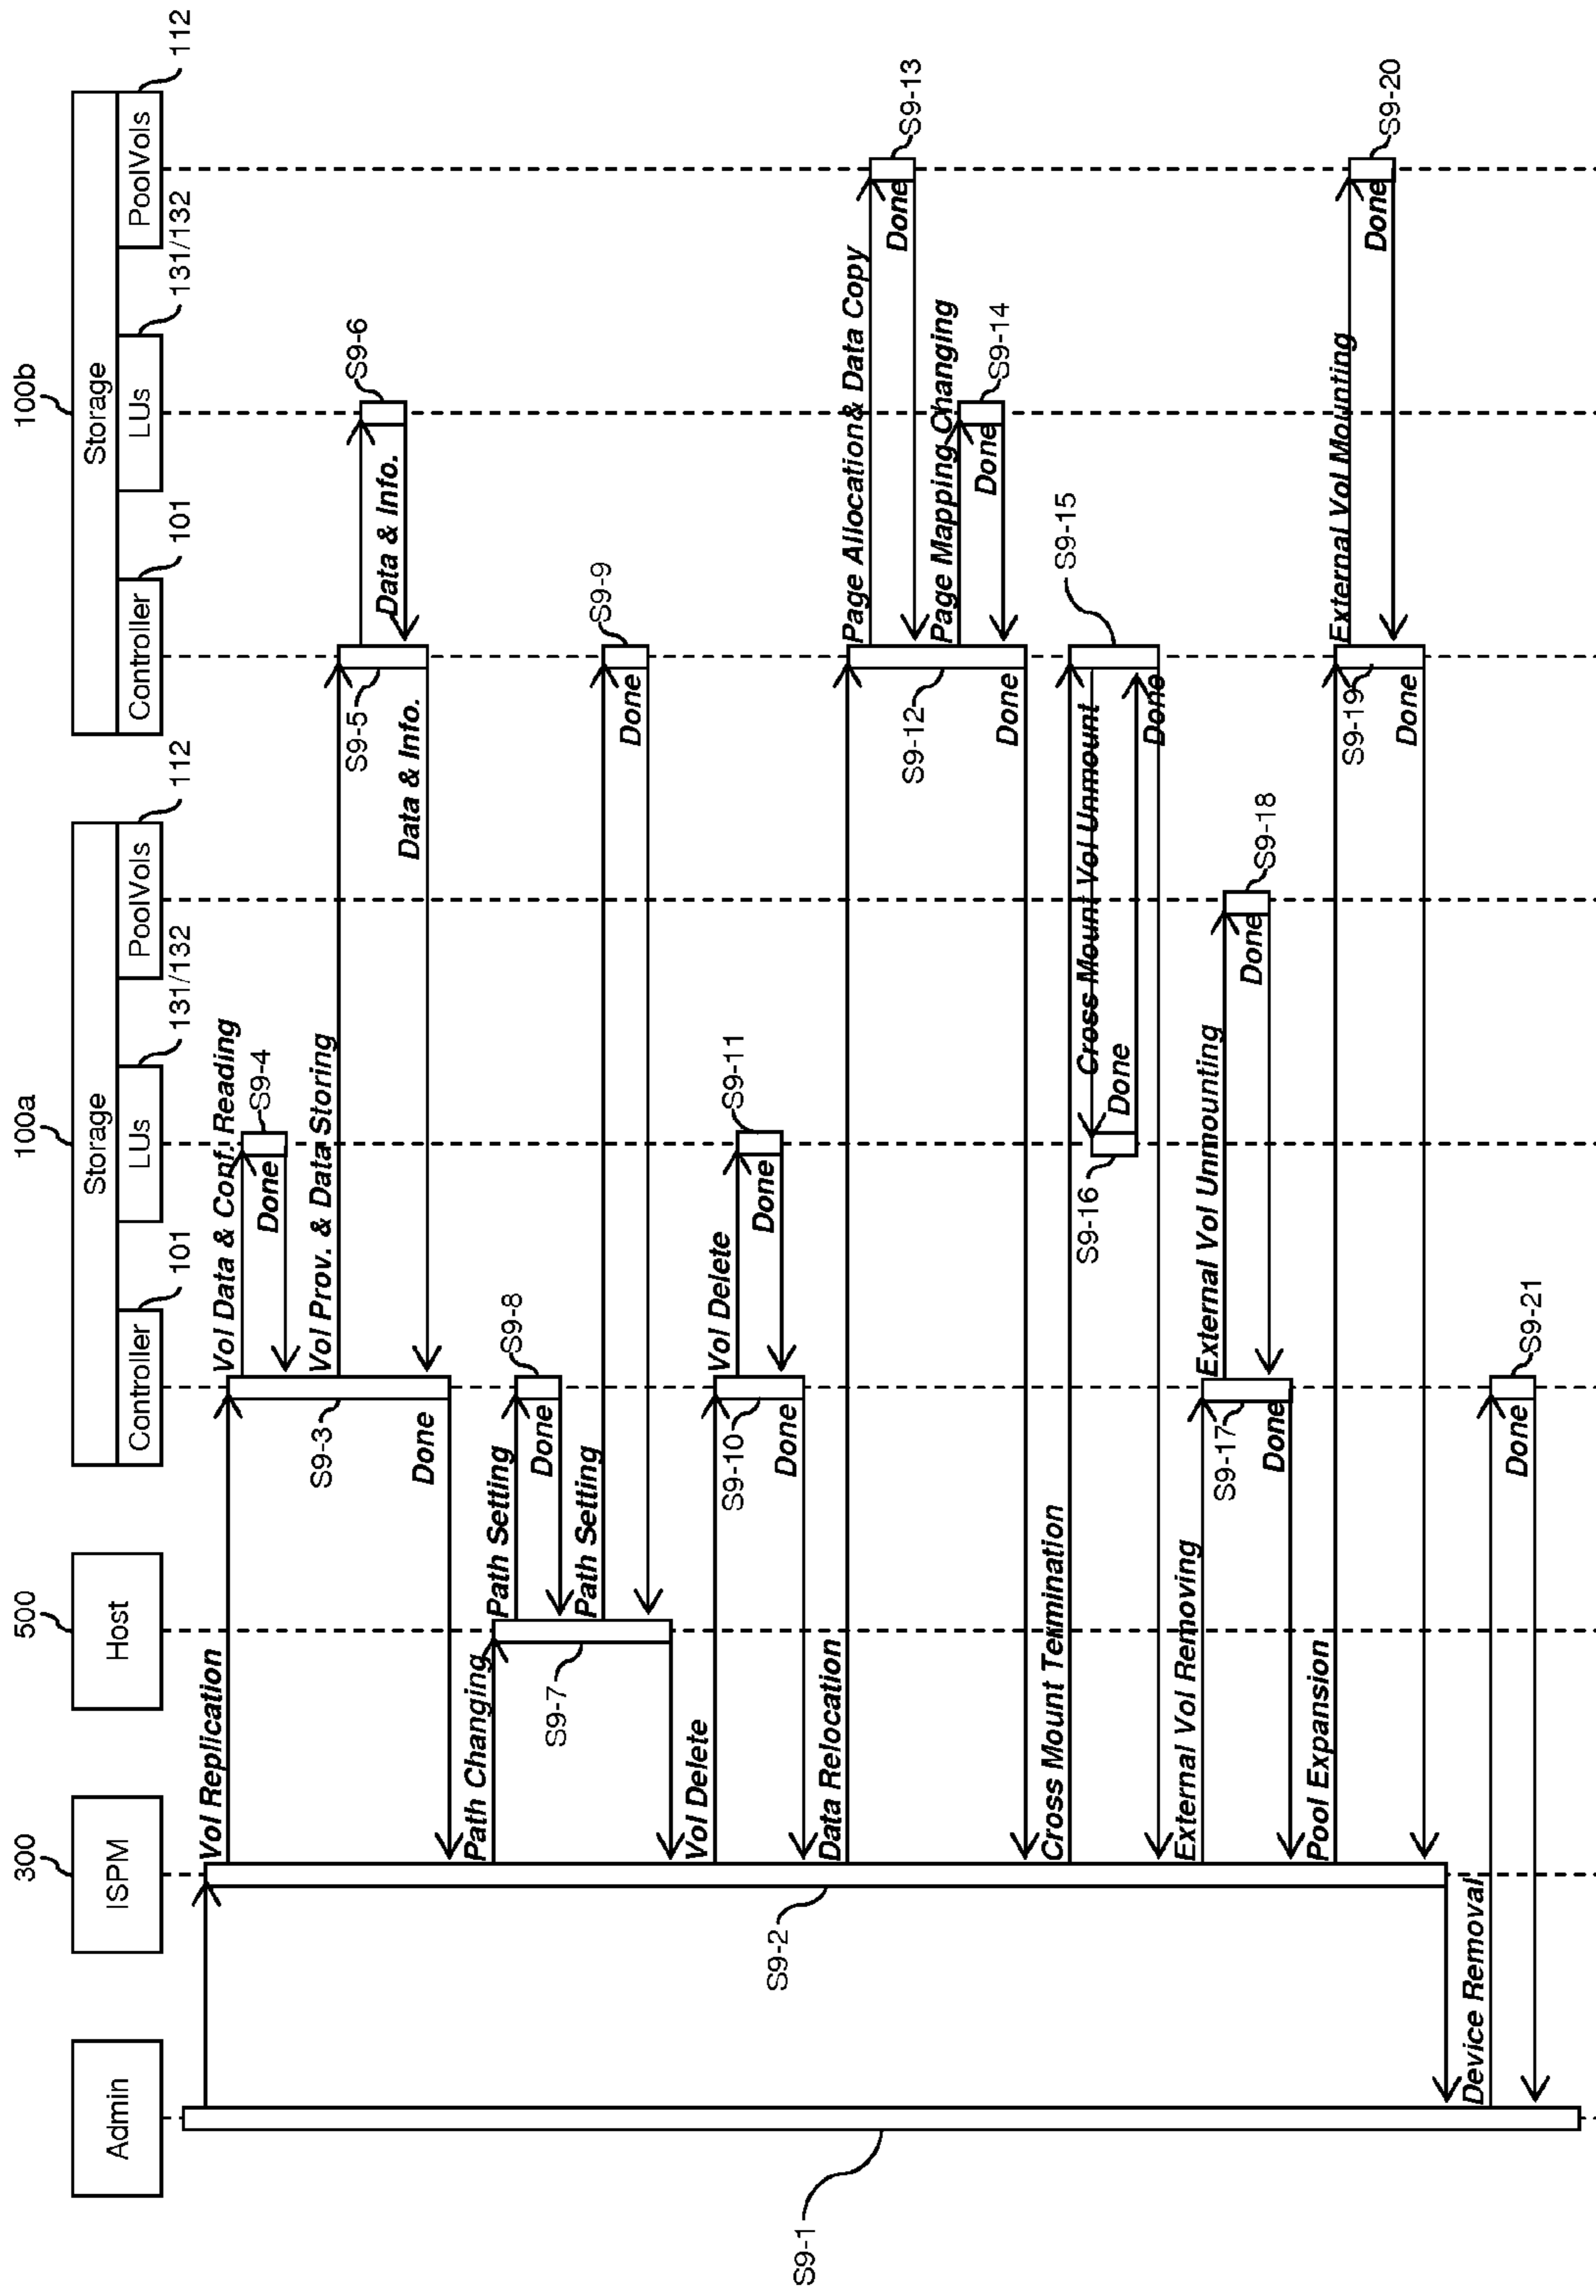 100a
100b
300
500
Storage
Storage
Admin
ISPM
Host
Controller
LUs
PoolVols
Controller
LUs
PoolVols
101
131/132
112
101
131/132
112
S9-1
S9-2
Vol Replication
S9-3
Vol Data & Conf. Reading
S9-4
Done
Vol Prov. & Data Storing
S9-5
S9-6
Data & Info.
Data & Info.
Done
Path Changing
S9-7
Path Setting
S9-8
Done
Path Setting
S9-9
Done
Vol Delete
S9-10
Vol Delete
S9-11
Done
Done
Data Relocation
S9-12
Page Allocation& Data Copy
S9-13
Done
Page Mapping Changing
S9-14
Done
Done
Cross Mount Termination
S9-15
Cross Mount Vol Unmount
S9-16
Done
Done
External Vol Removing
S9-17
External Vol Unmounting
S9-18
Done
Done
Pool Expansion
S9-19
External Vol Mounting
S9-20
Done
Done
Device Removal
S9-21
Done